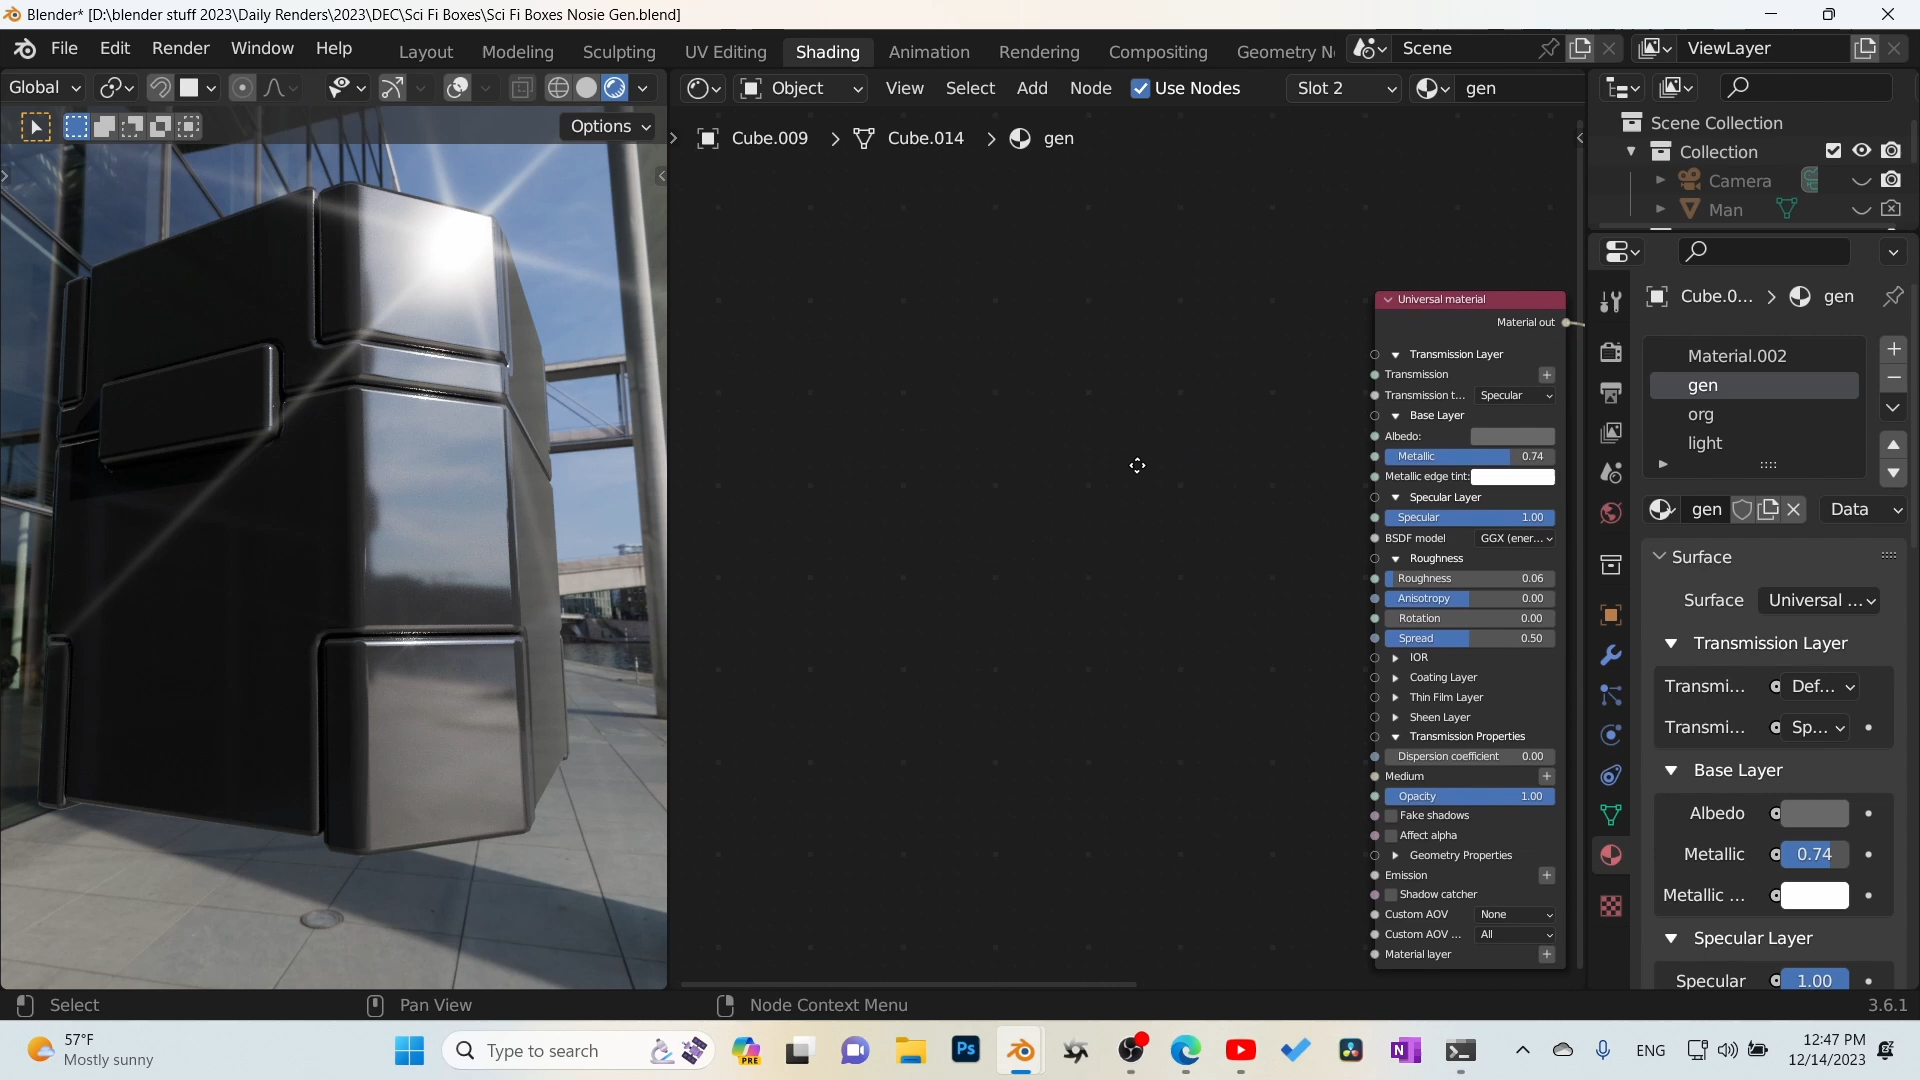 Blender* [D:\blender stuff 2023\Daily Renders\2023\DEC\Sci Fi Boxes\Sci Fi Boxes Nosie Gen.blend]
File Edit Render Window Help Layout Modeling Sculpting UV Editing Shading Animation Rendering Compositing Geometry N Scene ViewLayer
Global Object View Select Add Node Use Nodes Slot 2 gen
Options
Cube.009 > Cube.014 > gen
Scene Collection
Collection
Camera
Man
Universal material
Material out
Transmission Layer
Transmission
Transmission t... Specular
Base Layer
Albedo:
Metallic 0.74
Metallic edge tint:
Specular Layer
Specular 1.00
BSDF model GGX (ener...
Roughness
Roughness 0.06
Anisotropy 0.00
Rotation 0.00
Spread 0.50
IOR
Coating Layer
Thin Film Layer
Sheen Layer
Transmission Properties
Dispersion coefficient 0.00
Medium
Opacity 1.00
Fake shadows
Affect alpha
Geometry Properties
Emission
Shadow catcher
Custom AOV None
Custom AOV ... All
Material layer
Cube.0... > gen
Material.002
gen
org
light
gen Data
Surface
Surface Universal ...
Transmission Layer
Transmi... Def...
Transmi... Sp...
Base Layer
Albedo
Metallic 0.74
Metallic ...
Specular Layer
Specular 1.00
Select Pan View Node Context Menu 3.6.1
57°F
Mostly sunny
Type to search
PRE
Ps
N
ENG
12:47 PM
12/14/2023